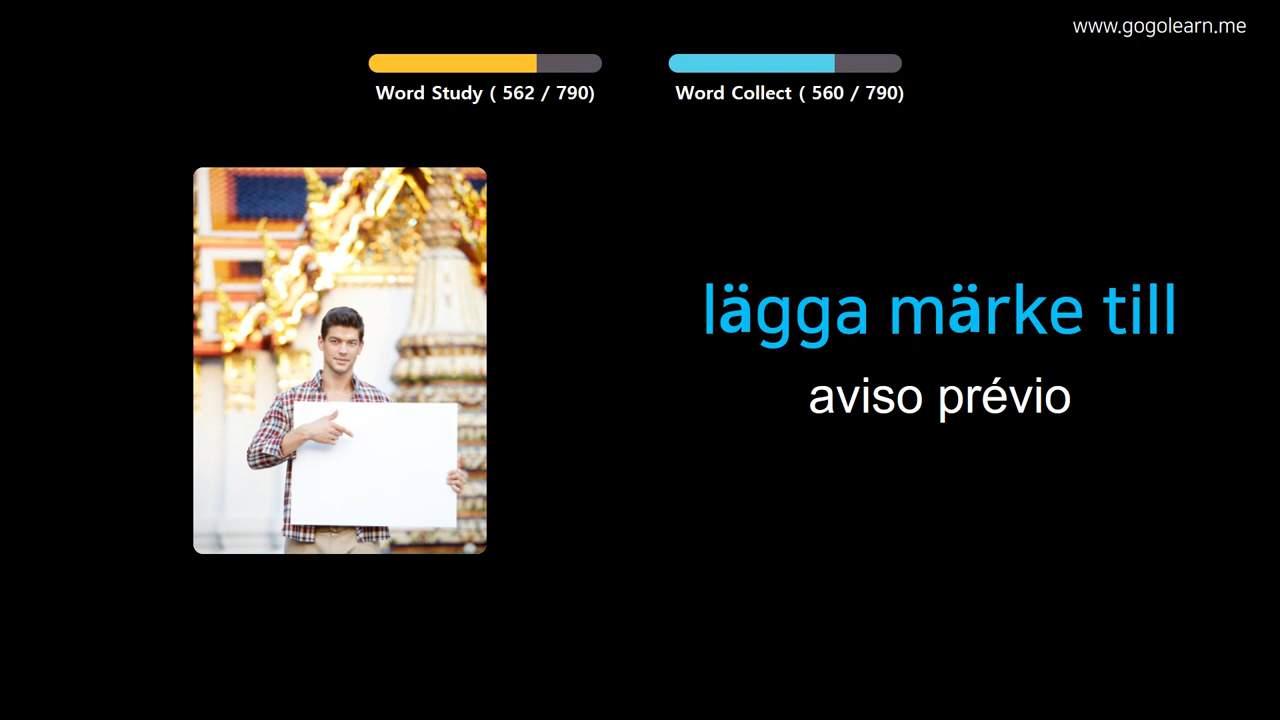 www.gogolearn.me
Word Study ( 562 / 790)
Word Collect ( 560 / 790)
lägga märke till
aviso prévio